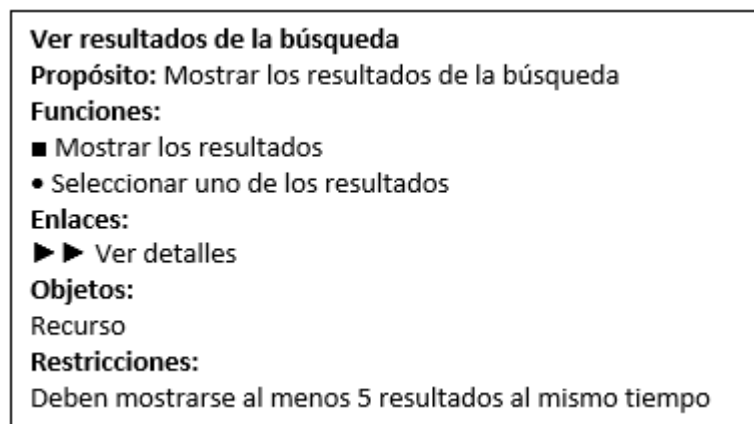 Ver resultados de la búsqueda
Propósito: Mostrar los resultados de la búsqueda
Funciones:
■ Mostrar los resultados
• Seleccionar uno de los resultados
Enlaces:
►► Ver detalles
Objetos:
Recurso
Restricciones:
Deben mostrarse al menos 5 resultados al mismo tiempo